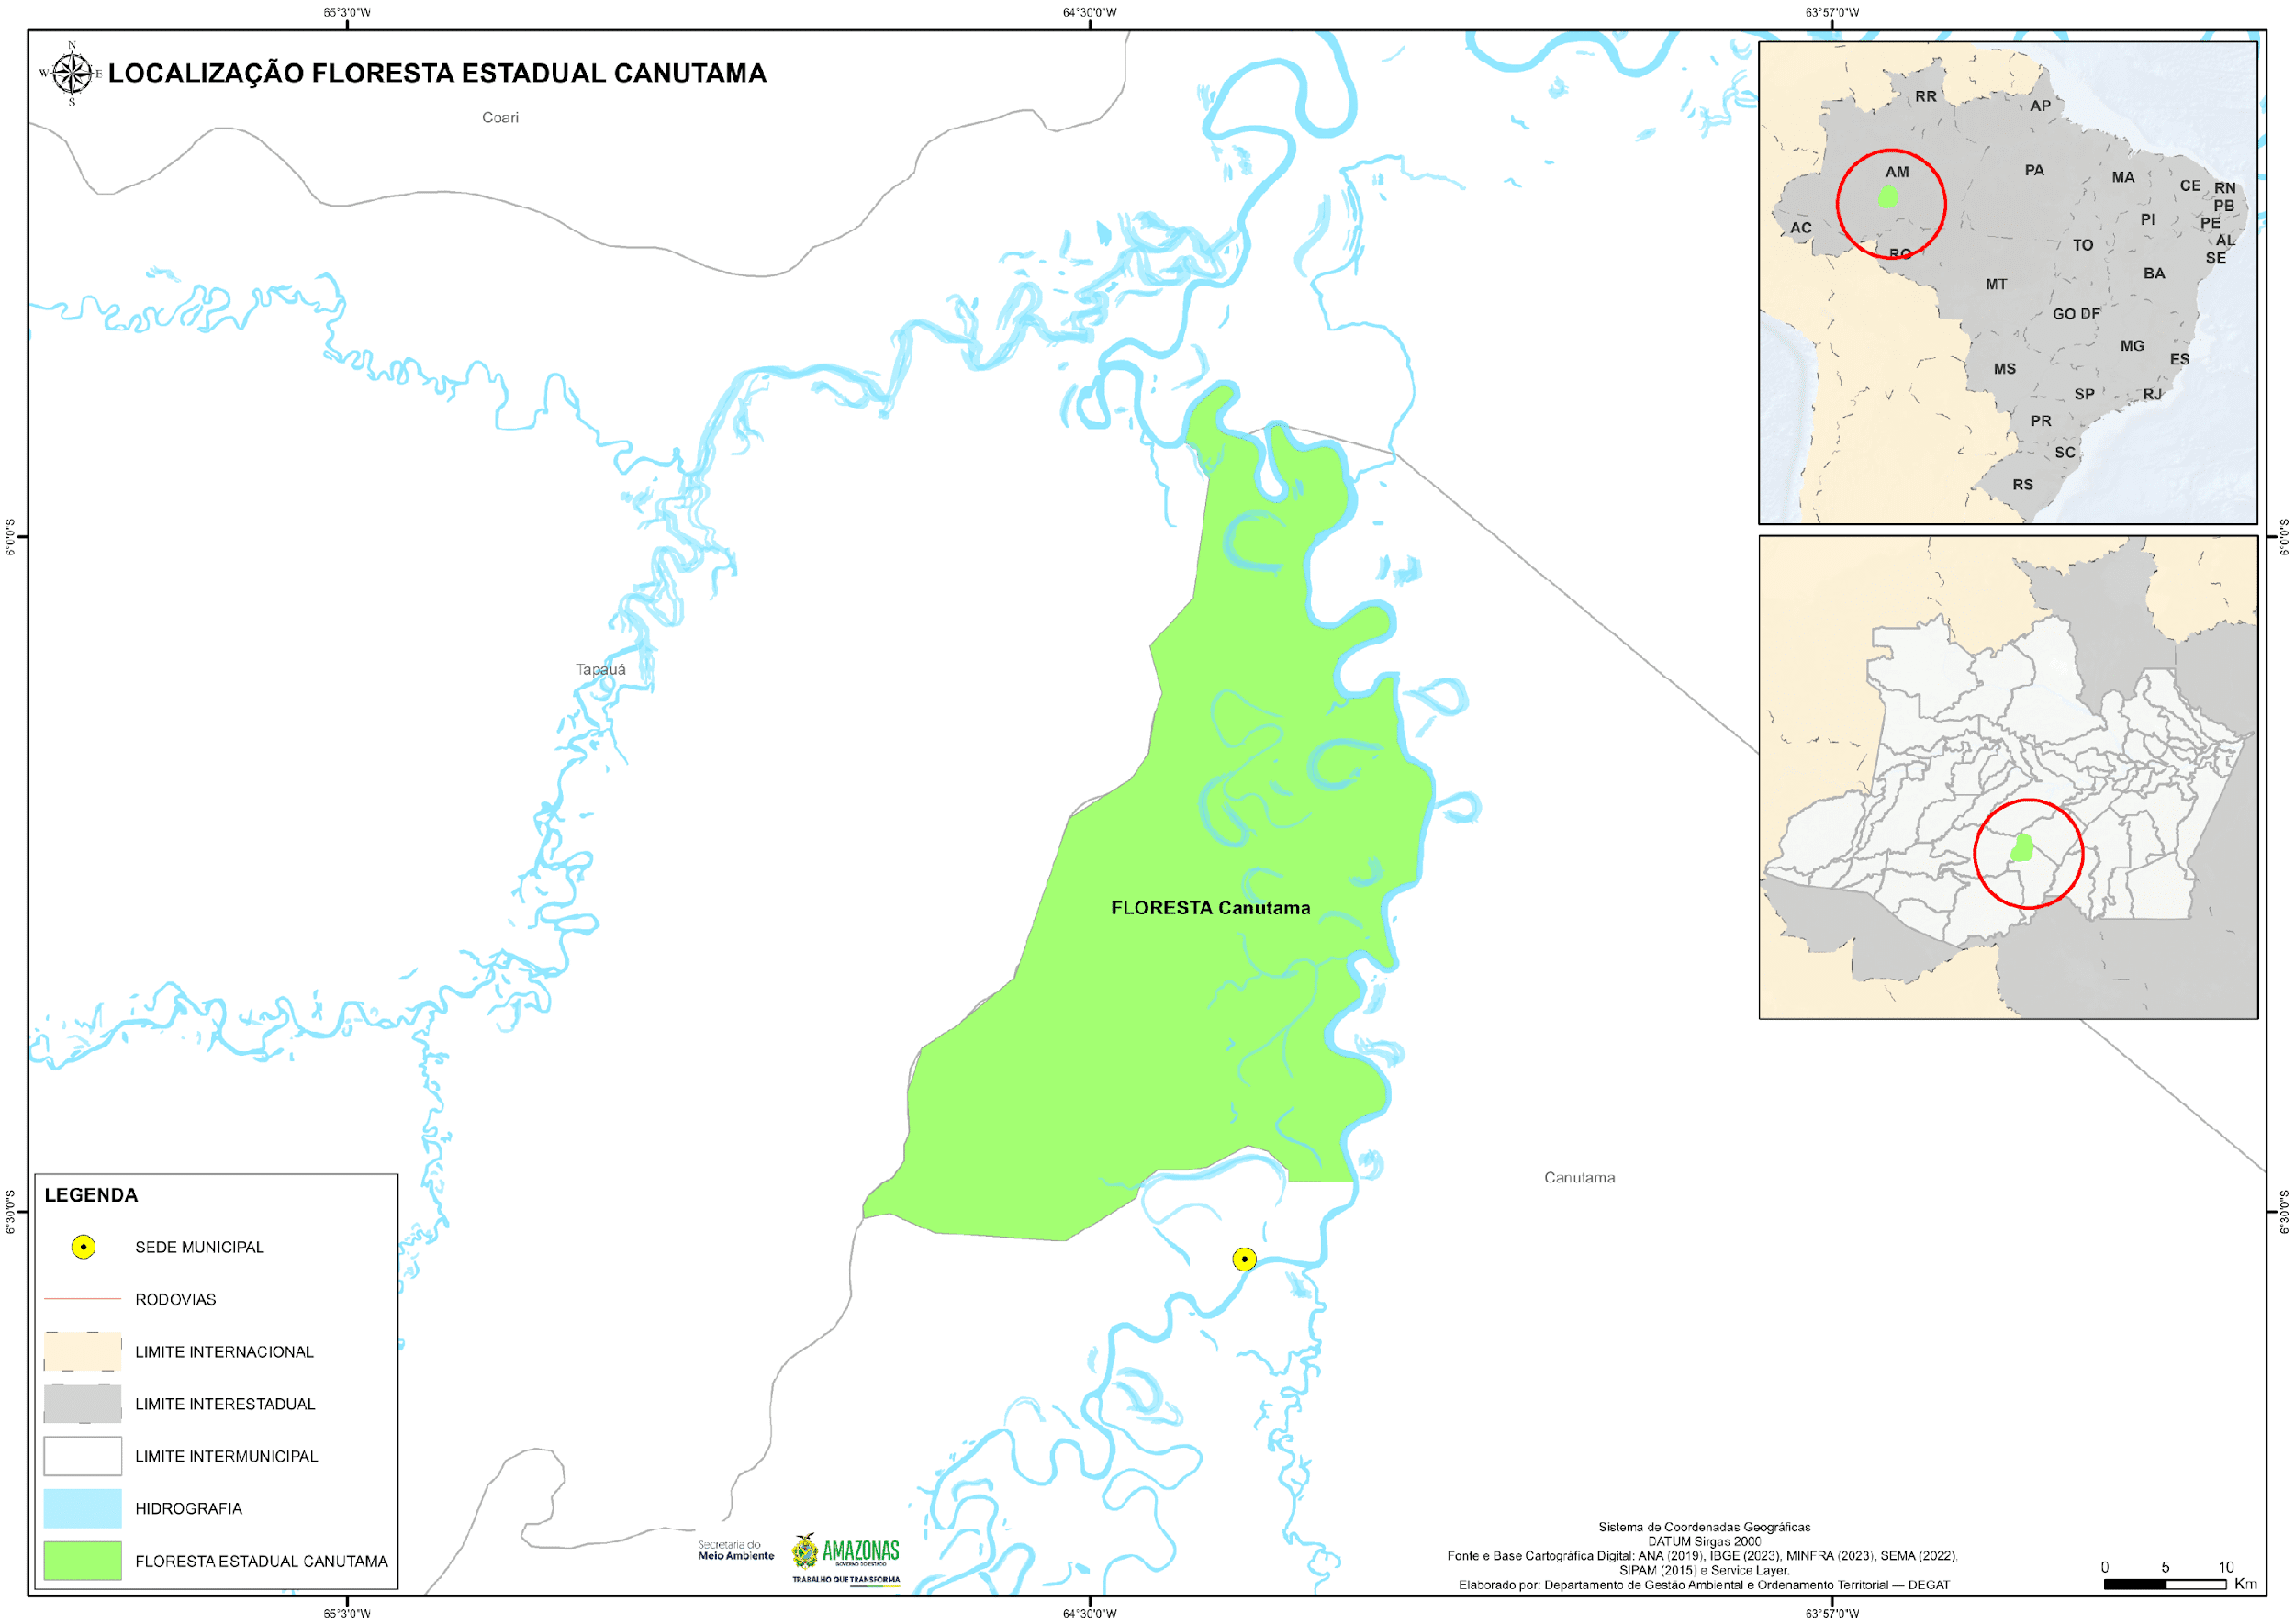 65°3'0"W
64°30'0"W
63°57'0"W
N
W
E
S
LOCALIZAÇÃO FLORESTA ESTADUAL CANUTAMA
Coari
RR
AP
AM
PA
MA
CE
RN
PB
PI
PE
AC
AL
TO
RO
SE
BA
MT
GO
DF
MG
ES
MS
SP
RJ
PR
SC
RS
6°0'0"S
6°0'0"S
Tapauá
FLORESTA Canutama
Canutama
6°30'0"S
6°30'0"S
LEGENDA
SEDE MUNICIPAL
RODOVIAS
LIMITE INTERNACIONAL
LIMITE INTERESTADUAL
LIMITE INTERMUNICIPAL
HIDROGRAFIA
FLORESTA ESTADUAL CANUTAMA
Secretaria do
Meio Ambiente
AMAZONAS
GOVERNO DO ESTADO
TRABALHO QUE TRANSFORMA
Sistema de Coordenadas Geográficas
DATUM Sirgas 2000
Fonte e Base Cartográfica Digital: ANA (2019), IBGE (2023), MINFRA (2023), SEMA (2022),
SIPAM (2015) e Service Layer.
Elaborado por: Departamento de Gestão Ambiental e Ordenamento Territorial — DEGAT
0 5 10
Km
65°3'0"W
64°30'0"W
63°57'0"W